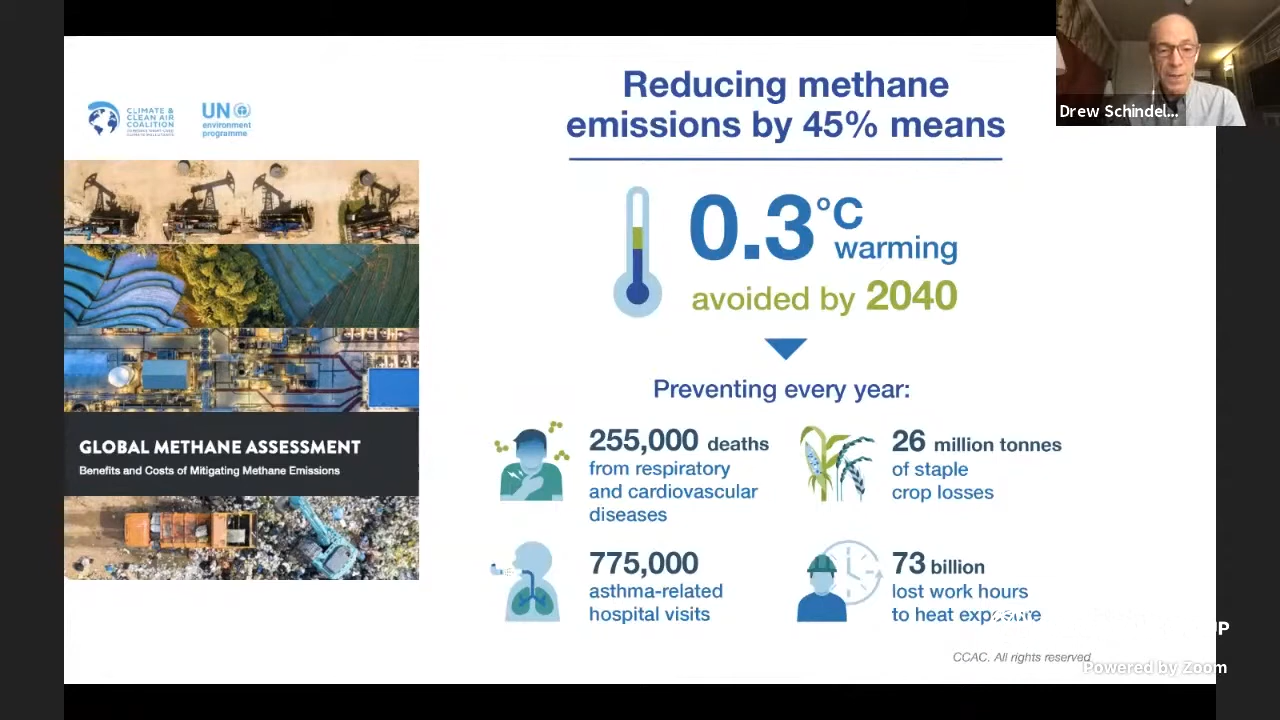 Drew Schindel...
CLIMATE &
CLEAN AIR
COALITION
UN
environment
programme
Reducing methane
emissions by 45% means
0.3°C
warming
avoided by 2040
Preventing every year:
255,000 deaths
from respiratory
and cardiovascular
diseases
26 million tonnes
of staple
crop losses
775,000
asthma-related
hospital visits
73 billion
lost work hours
to heat exposure
GLOBAL METHANE ASSESSMENT
Benefits and Costs of Mitigating Methane Emissions
CCAC. All rights reserved
UP
Powered by Zoom